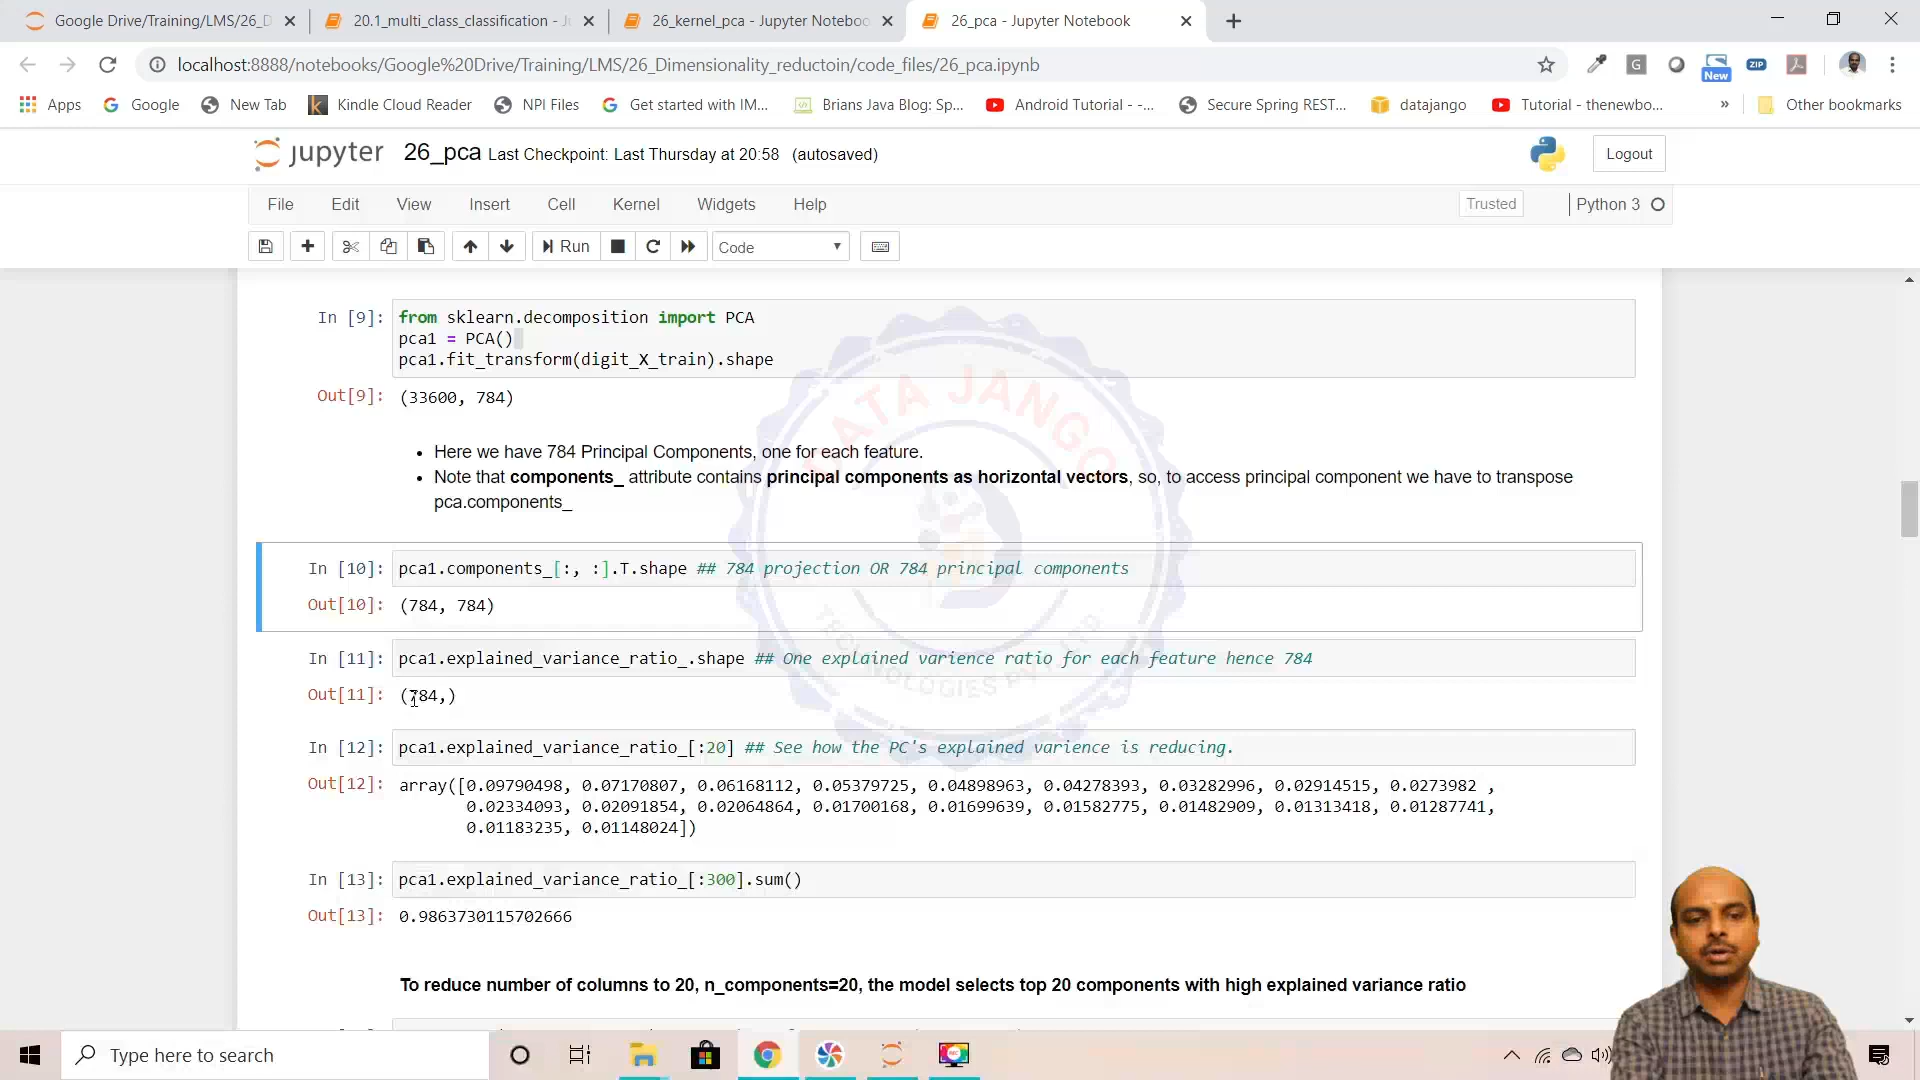 Google Drive/Training/LMS/26_D
20.1_multi_class_classification - J
26_kernel_pca - Jupyter Noteboo
26_pca - Jupyter Notebook
localhost:8888/notebooks/Google%20Drive/Training/LMS/26_Dimensionality_reductoin/code_files/26_pca.ipynb
New
ZIP
Apps
Google
New Tab
Kindle Cloud Reader
NPI Files
Get started with IM...
Brians Java Blog: Sp...
Android Tutorial - -...
Secure Spring REST...
datajango
Tutorial - thenewbo...
»
Other bookmarks
jupyter 26_pca Last Checkpoint: Last Thursday at 20:58 (autosaved)
Logout
File Edit View Insert Cell Kernel Widgets Help
Trusted
Python 3
Run
Code
In [9]: from sklearn.decomposition import PCA
pca1 = PCA()
pca1.fit_transform(digit_X_train).shape
Out[9]: (33600, 784)
• Here we have 784 Principal Components, one for each feature.
• Note that components_ attribute contains principal components as horizontal vectors, so, to access principal component we have to transpose
pca.components_
In [10]: pca1.components_[:, :].T.shape ## 784 projection OR 784 principal components
Out[10]: (784, 784)
In [11]: pca1.explained_variance_ratio_.shape ## One explained varience ratio for each feature hence 784
Out[11]: (784,)
In [12]: pca1.explained_variance_ratio_[:20] ## See how the PC's explained varience is reducing.
Out[12]: array([0.09790498, 0.07170807, 0.06168112, 0.05379725, 0.04898963, 0.04278393, 0.03282996, 0.02914515, 0.0273982 ,
0.02334093, 0.02091854, 0.02064864, 0.01700168, 0.01699639, 0.01582775, 0.01482909, 0.01313418, 0.01287741,
0.01183235, 0.01148024])
In [13]: pca1.explained_variance_ratio_[:300].sum()
Out[13]: 0.9863730115702666
To reduce number of columns to 20, n_components=20, the model selects top 20 components with high explained variance ratio
DATA JANGO
TECHNOLOGIES PVT LTD
Type here to search